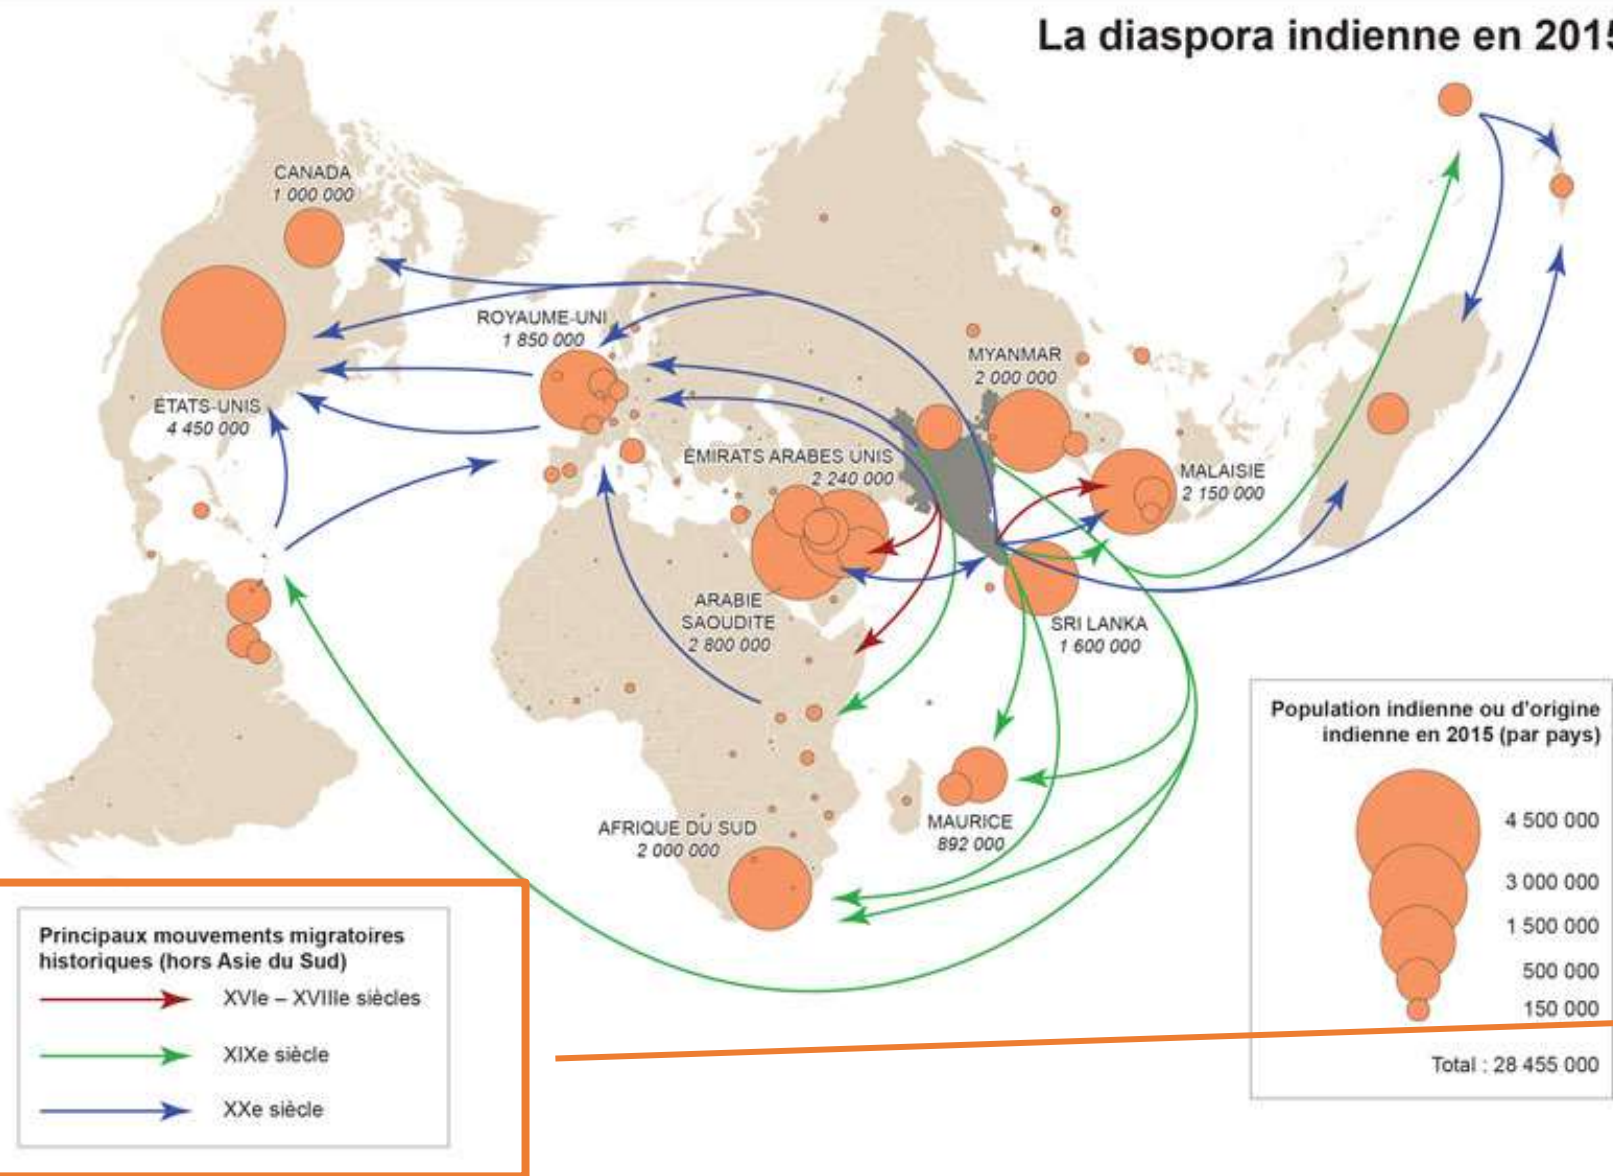 La diaspora indienne en 2015
CANADA
1 000 000
ROYAUME-UNI
1 850 000
MYANMAR
2 000 000
ETATS-UNIS
4 450 000
ÉMIRATS ARABES UNIS
2 240 000
MALAISIE
2 150 000
ARABIE
SAOUDITE
2 800 000
SRI LANKA
1 600 000
AFRIQUE DU SUD
2 000 000
MAURICE
892 000
Population indienne ou d'origine
indienne en 2015 (par pays)
4 500 000
3 000 000
1 500 000
500 000
150 000
Total : 28 455 000
Principaux mouvements migratoires
historiques (hors Asie du Sud)
XVIe – XVIIIe siècles
XIXe siècle
XXe siècle